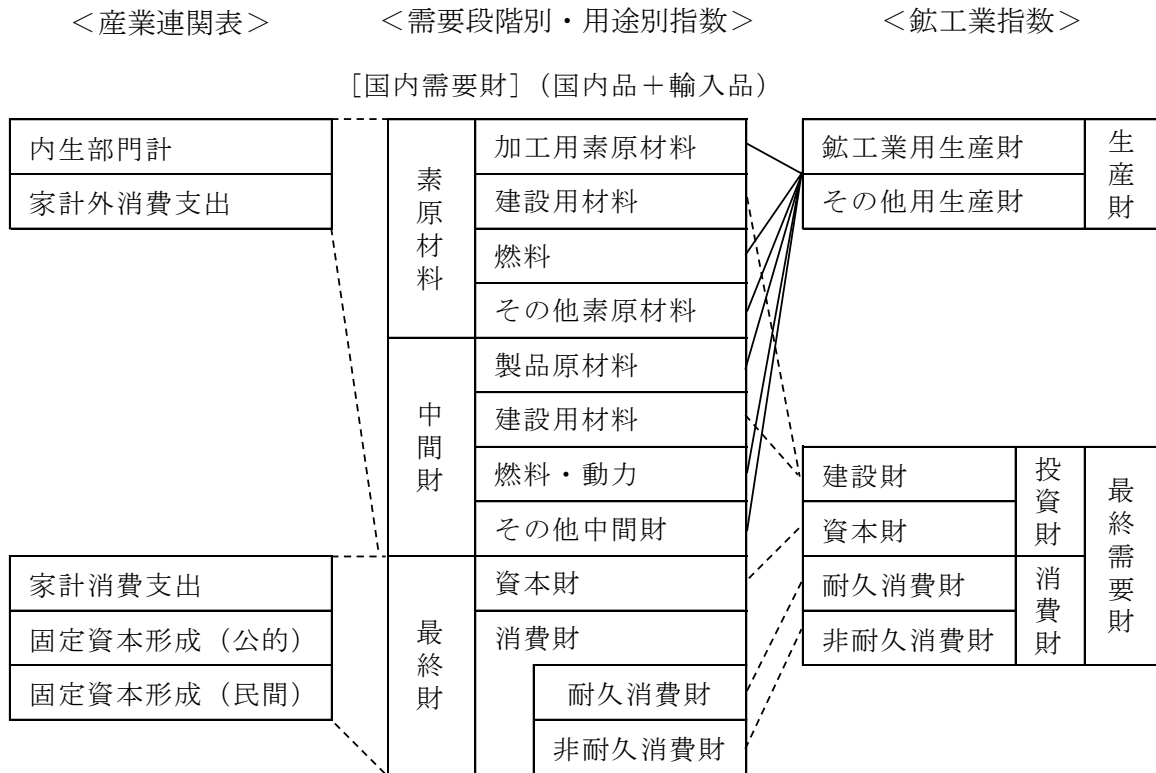 ＜産業連関表＞ ＜需要段階別・用途別指数＞ ＜鉱工業指数＞
［国内需要財］（国内品＋輸入品）
内生部門計
家計外消費支出
家計消費支出
固定資本形成（公的）
固定資本形成（民間）
素原材料
加工用素原材料
建設用材料
燃料
その他素原材料
中間財
製品原材料
建設用材料
燃料・動力
その他中間財
最終財
資本財
消費財
耐久消費財
非耐久消費財
鉱工業用生産財
その他用生産財
生産財
建設財
資本財
投資財
耐久消費財
非耐久消費財
消費財
最終需要財